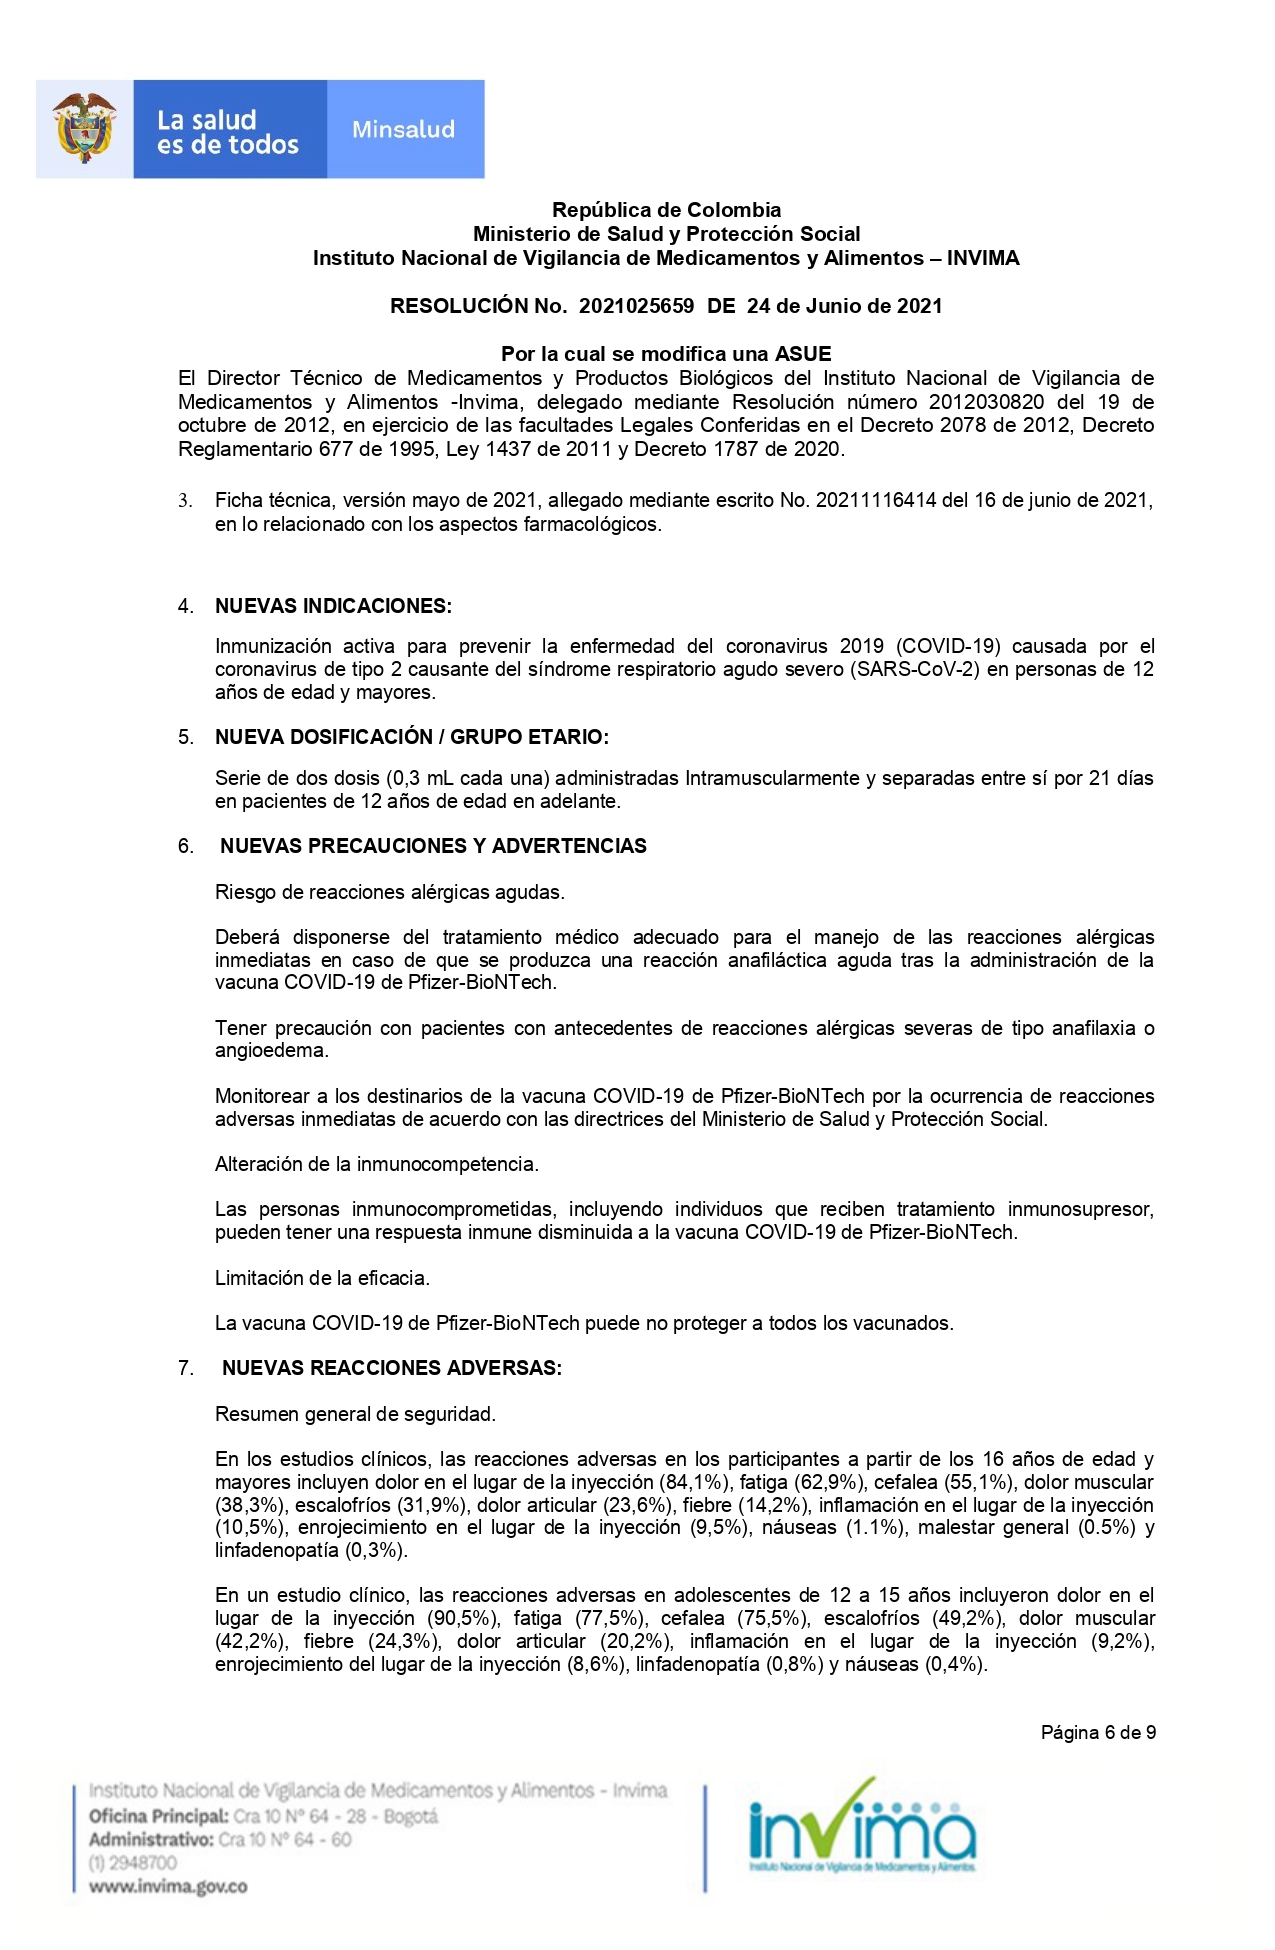 La salud
es de todos
Minsalud
República de Colombia
Ministerio de Salud y Protección Social
Instituto Nacional de Vigilancia de Medicamentos y Alimentos – INVIMA
RESOLUCIÓN No. 2021025659 DE 24 de Junio de 2021
Por la cual se modifica una ASUE
El Director Técnico de Medicamentos y Productos Biológicos del Instituto Nacional de Vigilancia de
Medicamentos y Alimentos -Invima, delegado mediante Resolución número 2012030820 del 19 de
octubre de 2012, en ejercicio de las facultades Legales Conferidas en el Decreto 2078 de 2012, Decreto
Reglamentario 677 de 1995, Ley 1437 de 2011 y Decreto 1787 de 2020.
3. Ficha técnica, versión mayo de 2021, allegado mediante escrito No. 20211116414 del 16 de junio de 2021,
en lo relacionado con los aspectos farmacológicos.
4. NUEVAS INDICACIONES:
Inmunización activa para prevenir la enfermedad del coronavirus 2019 (COVID-19) causada por el
coronavirus de tipo 2 causante del síndrome respiratorio agudo severo (SARS-CoV-2) en personas de 12
años de edad y mayores.
5. NUEVA DOSIFICACIÓN / GRUPO ETARIO:
Serie de dos dosis (0,3 mL cada una) administradas Intramuscularmente y separadas entre sí por 21 días
en pacientes de 12 años de edad en adelante.
6. NUEVAS PRECAUCIONES Y ADVERTENCIAS
Riesgo de reacciones alérgicas agudas.
Deberá disponerse del tratamiento médico adecuado para el manejo de las reacciones alérgicas
inmediatas en caso de que se produzca una reacción anafiláctica aguda tras la administración de la
vacuna COVID-19 de Pfizer-BioNTech.
Tener precaución con pacientes con antecedentes de reacciones alérgicas severas de tipo anafilaxia o
angioedema.
Monitorear a los destinarios de la vacuna COVID-19 de Pfizer-BioNTech por la ocurrencia de reacciones
adversas inmediatas de acuerdo con las directrices del Ministerio de Salud y Protección Social.
Alteración de la inmunocompetencia.
Las personas inmunocomprometidas, incluyendo individuos que reciben tratamiento inmunosupresor,
pueden tener una respuesta inmune disminuida a la vacuna COVID-19 de Pfizer-BioNTech.
Limitación de la eficacia.
La vacuna COVID-19 de Pfizer-BioNTech puede no proteger a todos los vacunados.
7. NUEVAS REACCIONES ADVERSAS:
Resumen general de seguridad.
En los estudios clínicos, las reacciones adversas en los participantes a partir de los 16 años de edad y
mayores incluyen dolor en el lugar de la inyección (84,1%), fatiga (62,9%), cefalea (55,1%), dolor muscular
(38,3%), escalofríos (31,9%), dolor articular (23,6%), fiebre (14,2%), inflamación en el lugar de la inyección
(10,5%), enrojecimiento en el lugar de la inyección (9,5%), náuseas (1.1%), malestar general (0.5%) y
linfadenopatía (0,3%).
En un estudio clínico, las reacciones adversas en adolescentes de 12 a 15 años incluyeron dolor en el
lugar de la inyección (90,5%), fatiga (77,5%), cefalea (75,5%), escalofríos (49,2%), dolor muscular
(42,2%), fiebre (24,3%), dolor articular (20,2%), inflamación en el lugar de la inyección (9,2%),
enrojecimiento del lugar de la inyección (8,6%), linfadenopatía (0,8%) y náuseas (0,4%).
Página 6 de 9
Instituto Nacional de Vigilancia de Medicamentos y Alimentos - Invima
Oficina Principal: Cra 10 N° 64 - 28 - Bogotá
Administrativo: Cra 10 N° 64 - 60
(1) 2948700
www.invima.gov.co
invima
Instituto Nacional de Vigilancia de Medicamentos y Alimentos.